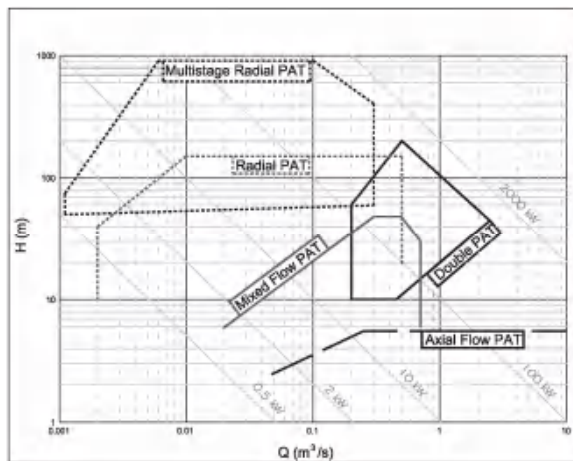 1000
Multistage Radial PAT
Radial PAT
100
H (m)
2000 kW
Mixed Flow PAT
Double PAT
10
Axial Flow PAT
0.5 kW
2 kW
10 kW
100 kW
1
0.001
0.01
0.1
1
10
Q (m³/s)